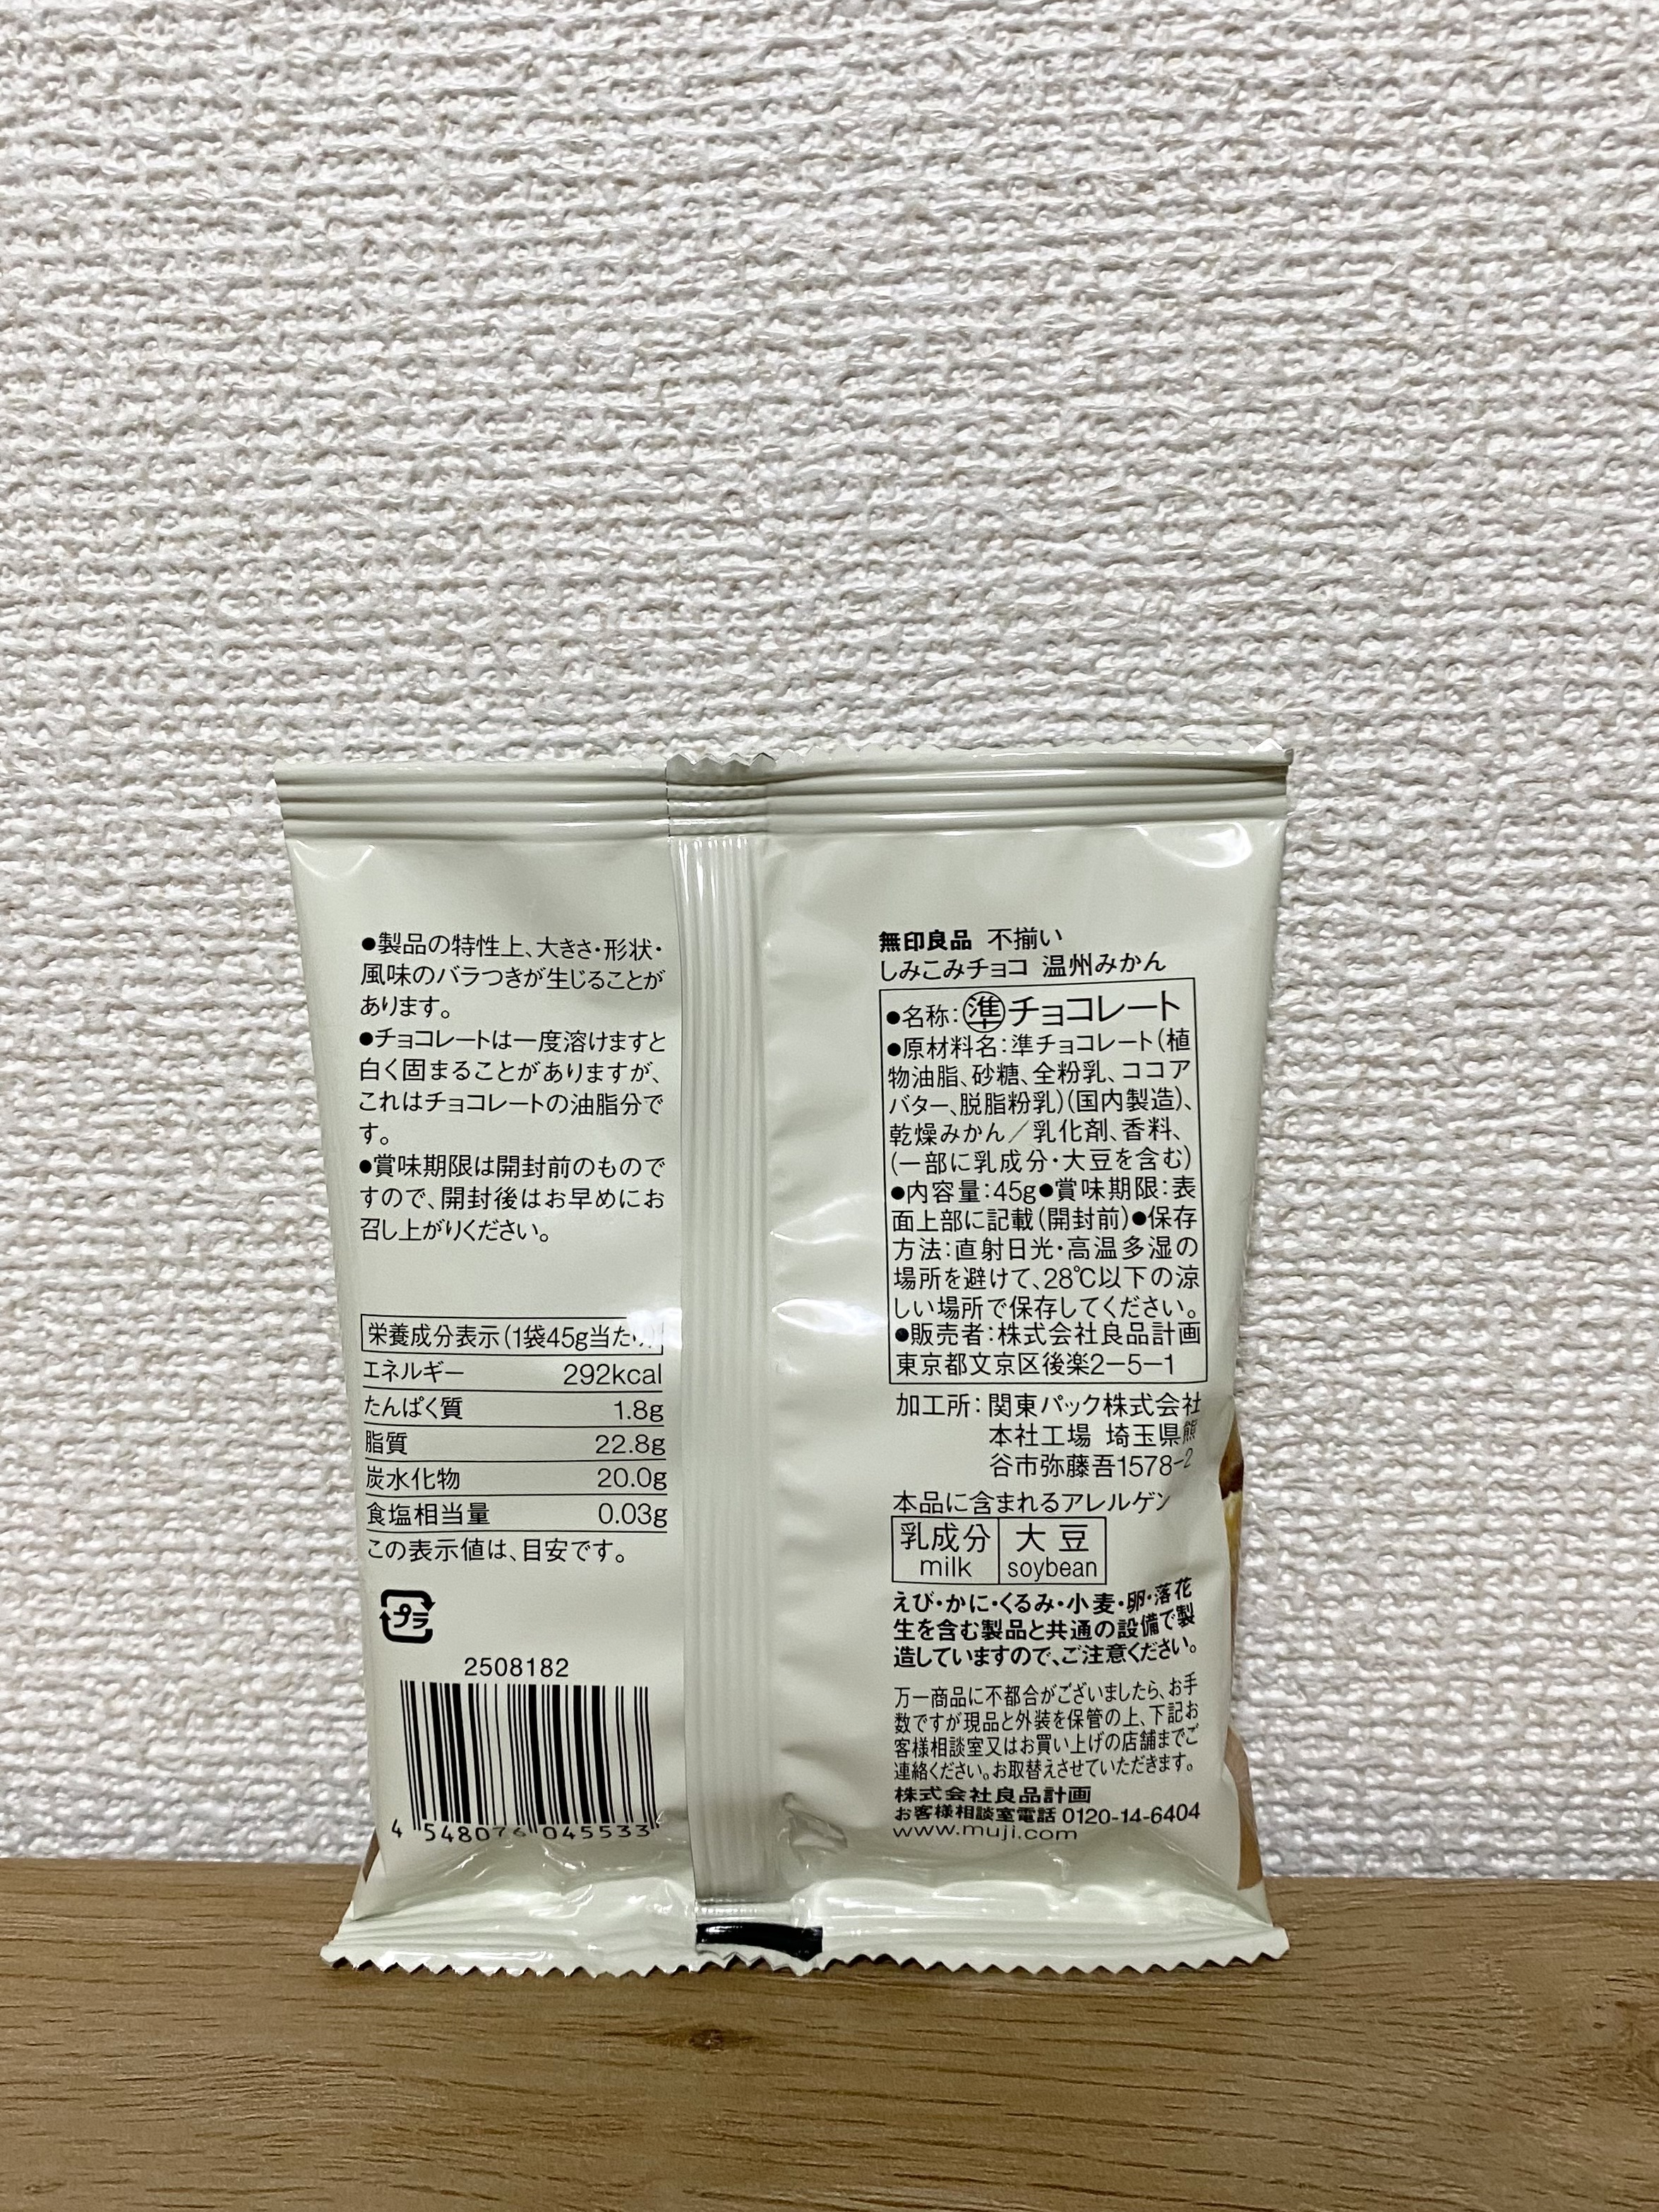 ●製品の特性上、大きさ・形状・
風味のバラつきが生じることが
あります。
●チョコレートは一度溶けますと
白く固まることがありますが、
これはチョコレートの油脂分で
す。
●賞味期限は開封前のもので
すので、開封後はお早めにお
召し上がりください。
栄養成分表示(1袋45g当たり)
エネルギー 292kcal
たんぱく質 1.8g
脂質 22.8g
炭水化物 20.0g
食塩相当量 0.03g
この表示値は、目安です。
プラ
2508182
4 548076 045533
無印良品 不揃い
しみこみチョコ 温州みかん
●名称:準チョコレート
●原材料名:準チョコレート(植
物油脂、砂糖、全粉乳、ココア
バター、脱脂粉乳)(国内製造)、
乾燥みかん/乳化剤、香料、
(一部に乳成分・大豆を含む)
●内容量:45g●賞味期限:表
面上部に記載(開封前)●保存
方法:直射日光・高温多湿の
場所を避けて、28℃以下の涼
しい場所で保存してください。
●販売者:株式会社良品計画
東京都文京区後楽2-5-1
加工所:関東パック株式会社
本社工場 埼玉県熊
谷市弥藤吾1578-2
本品に含まれるアレルゲン
乳成分 大豆
milk soybean
えび・かに・くるみ・小麦・卵・落花
生を含む製品と共通の設備で製
造していますので、ご注意ください。
万一商品に不都合がございましたら、お手
数ですが現品と外装を保管の上、下記お
客様相談室又はお買い上げの店舗までご
連絡ください。お取替えさせていただきます。
株式会社良品計画
お客様相談室電話 0120-14-6404
www.muji.com